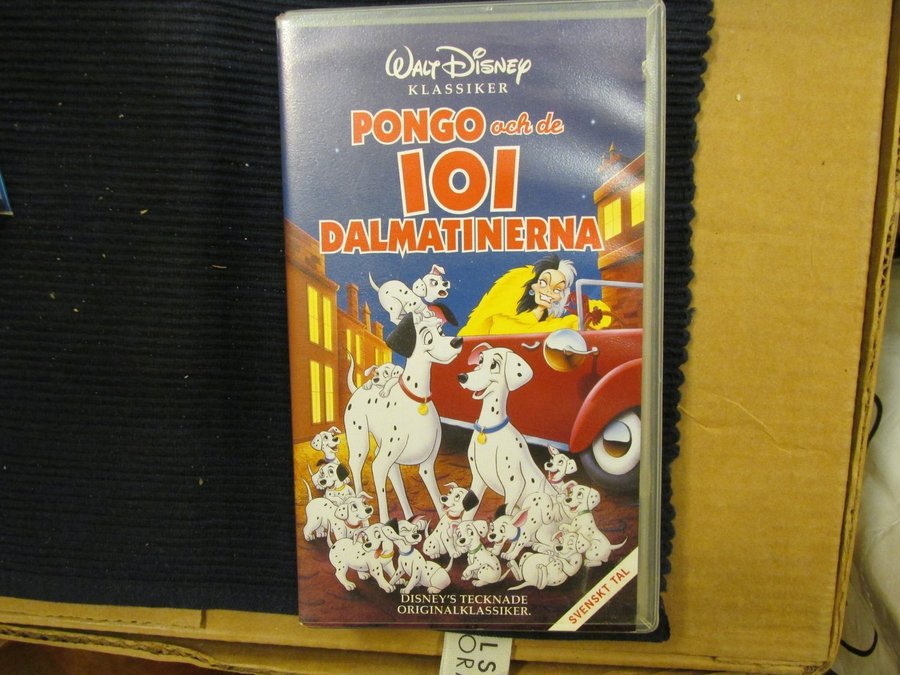 WALT DISNEY
KLASSIKER
PONGO och de
101
DALMATINERNA
DISNEY'S TECKNADE
ORIGINALKLASSIKER.
SVENSKT TAL